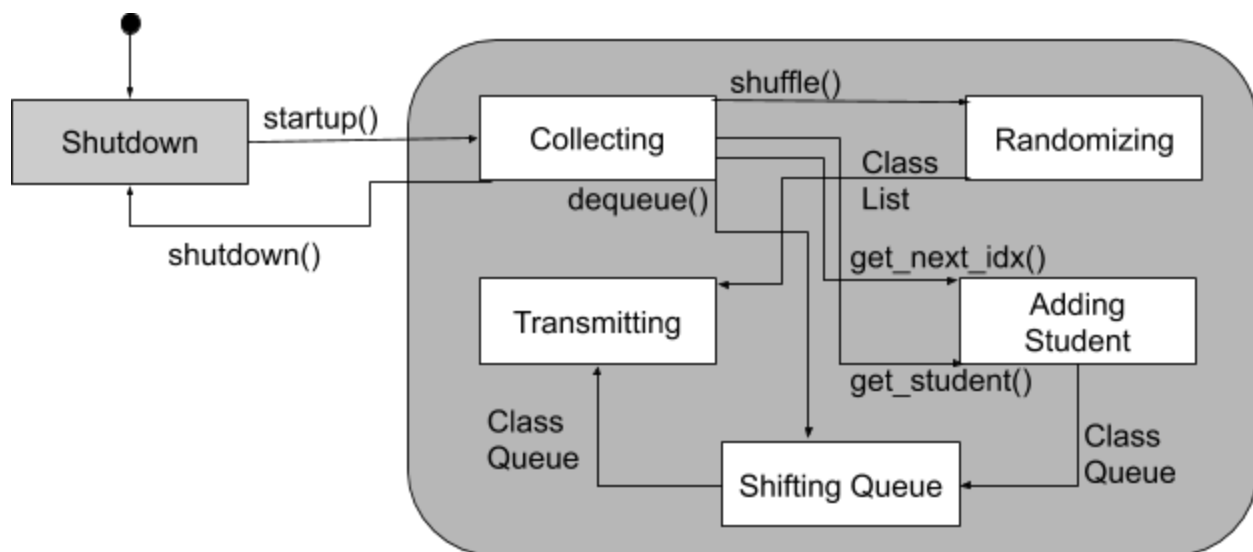 shuffle()
startup()
Shutdown
Collecting
Randomizing
Class
List
dequeue()
shutdown()
get_next_idx()
Transmitting
Adding
Student
get_student()
Class
Queue
Class
Queue
Shifting Queue